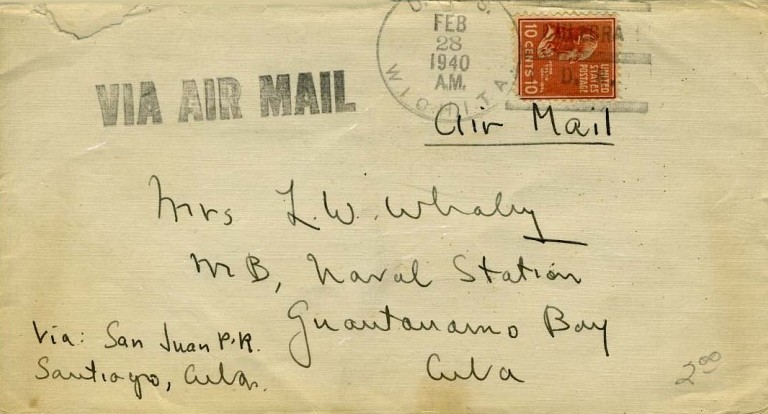 U.S.S.
FEB
28
1940
A.M.
WICHITA
10 CENTS 10
UNITED
STATES
POSTAGE
VIA AIR MAIL
Air Mail
Mrs L.W. Whaley
M B, Naval Station
Guantanamo Bay
Cuba
Via: San Juan P.R.
Santiago, Cuba.
2.00